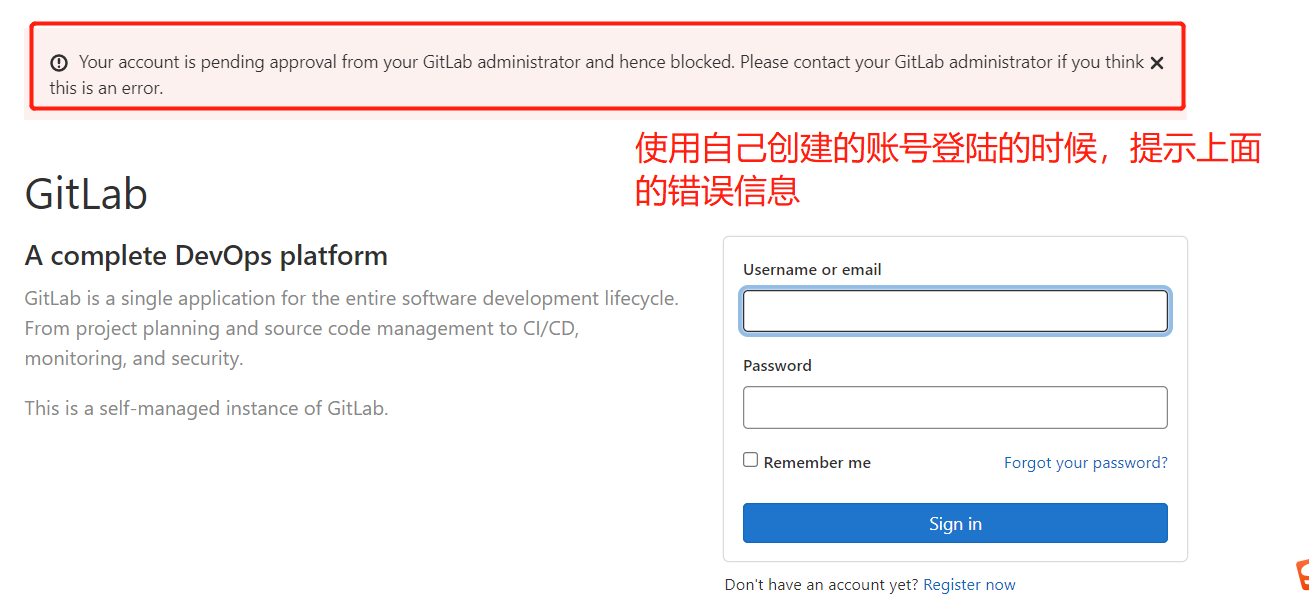 Your account is pending approval from your GitLab administrator and hence blocked. Please contact your GitLab administrator if you think
this is an error.
使用自己创建的账号登陆的时候，提示上面
的错误信息
GitLab
A complete DevOps platform
GitLab is a single application for the entire software development lifecycle.
From project planning and source code management to CI/CD,
monitoring, and security.
This is a self-managed instance of GitLab.
Username or email
Password
Remember me
Forgot your password?
Sign in
Don't have an account yet? Register now